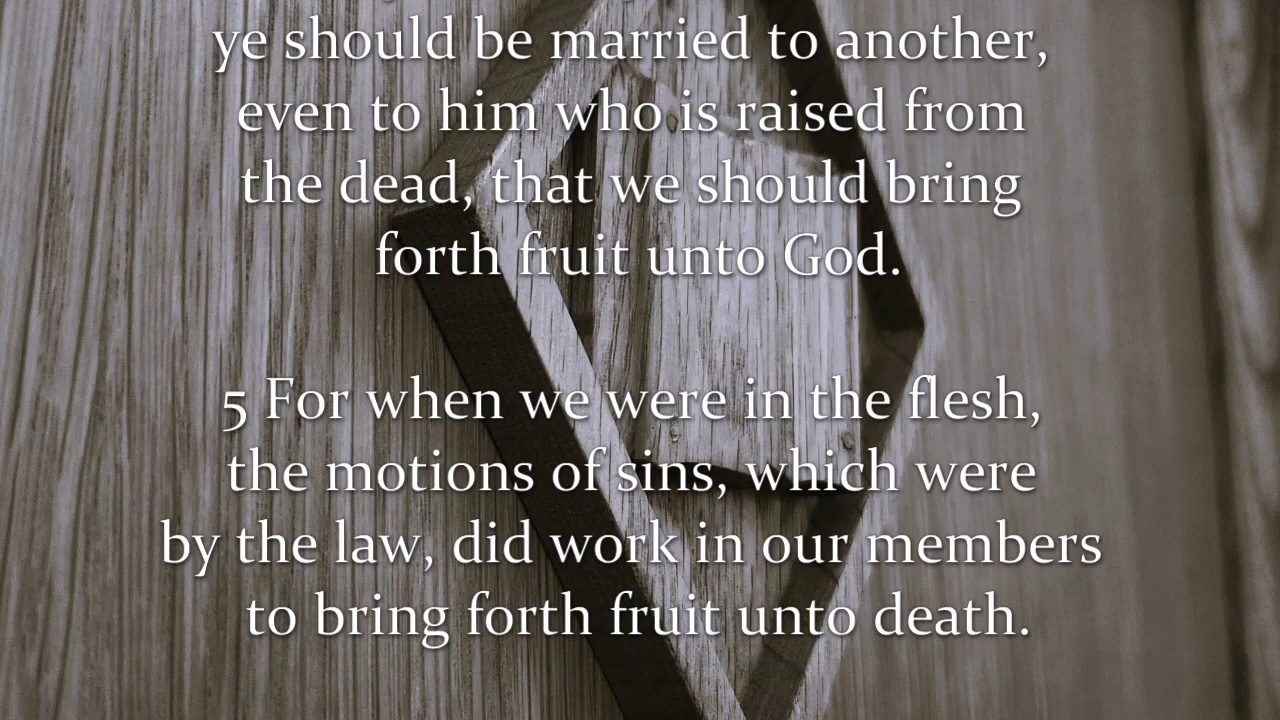 ye should be married to another,
even to him who is raised from
the dead, that we should bring
forth fruit unto God.
5 For when we were in the flesh,
the motions of sins, which were
by the law, did work in our members
to bring forth fruit unto death.